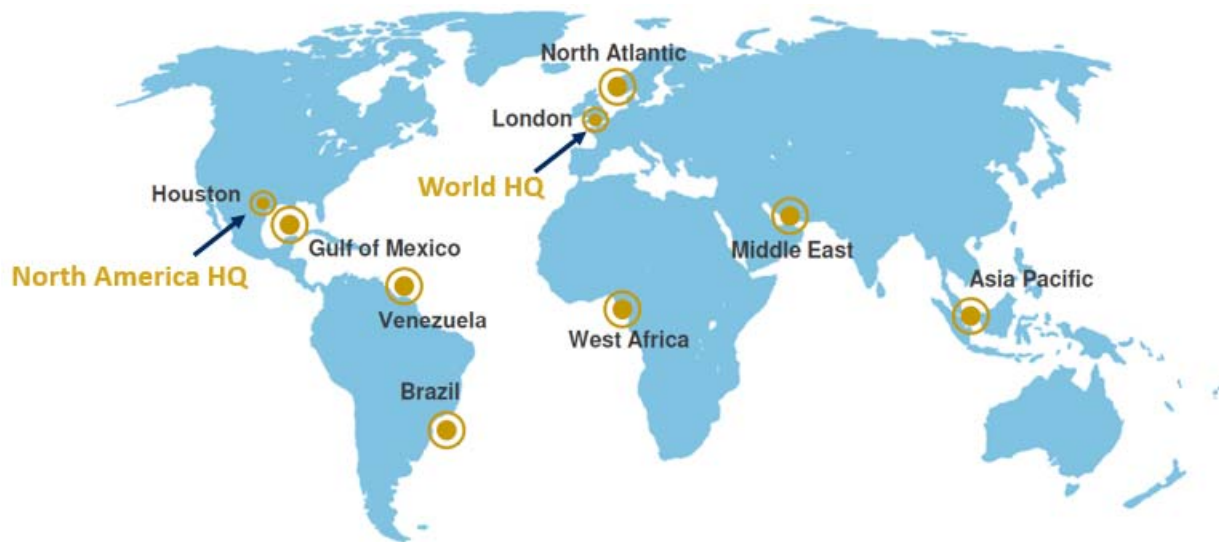 North Atlantic
London
World HQ
Houston
Gulf of Mexico
North America HQ
Middle East
Asia Pacific
Venezuela
West Africa
Brazil